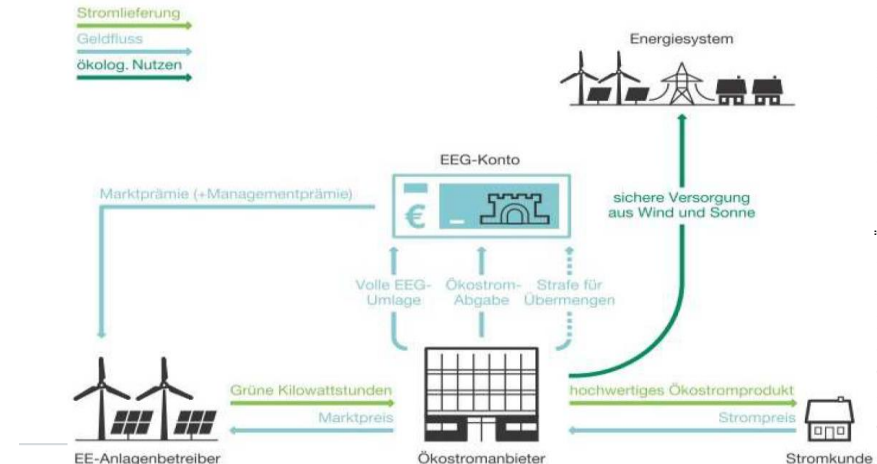 Stromlieferung
Geldfluss
ökolog. Nutzen
Energiesystem
EEG-Konto
Marktprämie (+Managementprämie)
€
sichere Versorgung
aus Wind und Sonne
Volle EEG-
Umlage
Ökostrom-
Abgabe
Strafe für
Übermengen
Grüne Kilowattstunden
Marktpreis
hochwertiges Ökostromprodukt
Strompreis
EE-Anlagenbetreiber
Ökostromanbieter
Stromkunde